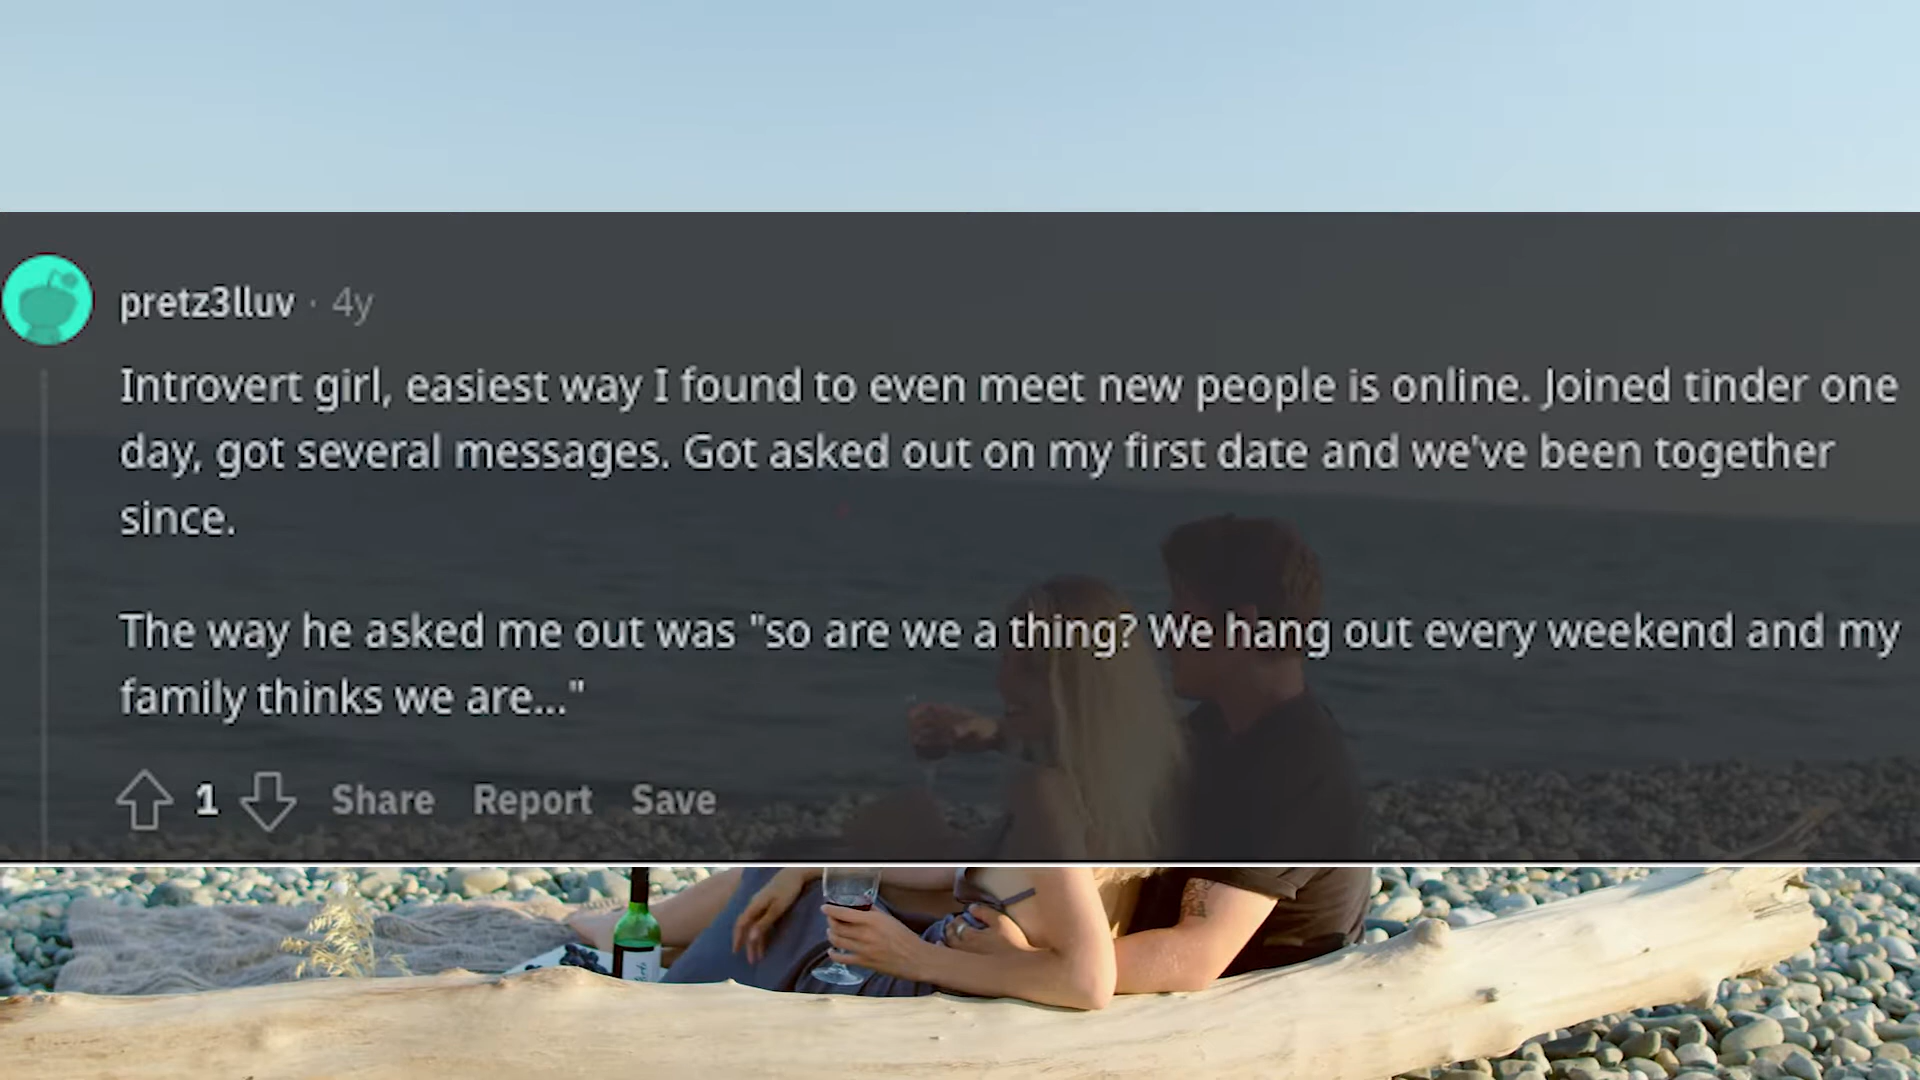 pretz3lluv · 4y
Introvert girl, easiest way I found to even meet new people is online. Joined tinder one
day, got several messages. Got asked out on my first date and we've been together
since.
The way he asked me out was "so are we a thing? We hang out every weekend and my
family thinks we are..."
1 Share Report Save